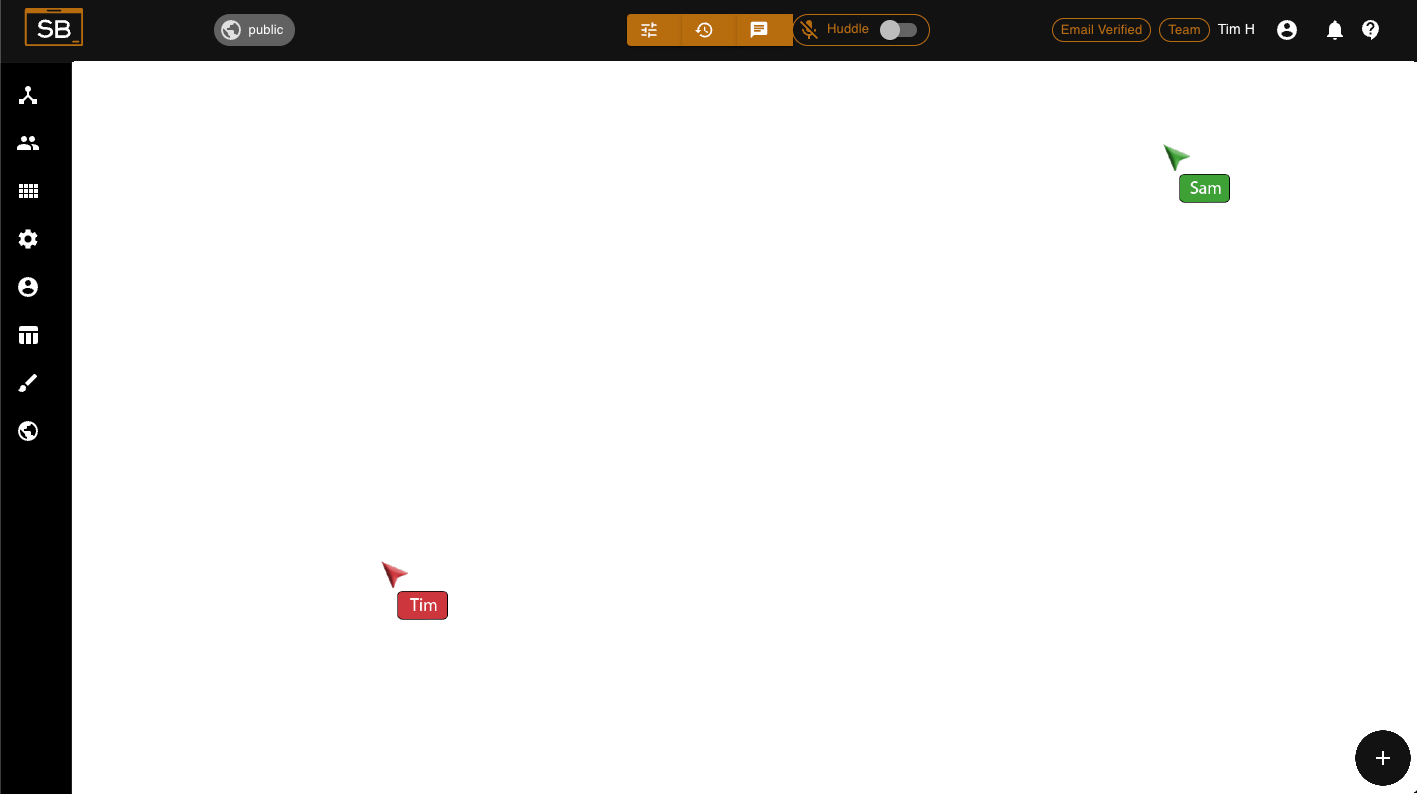 SB
public
Huddle
Email Verified
Team
Tim H
Sam
Tim